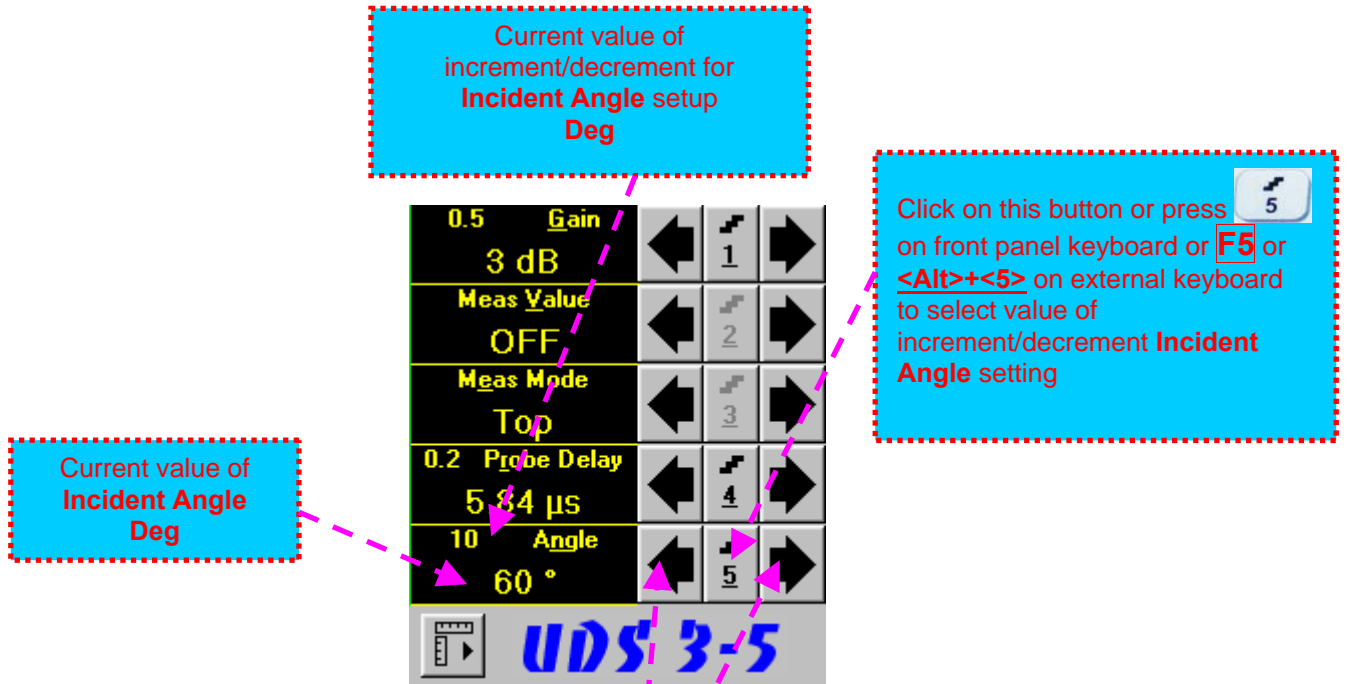 Current value of
increment/decrement for
Incident Angle setup
Deg
Click on this button or press 5
on front panel keyboard or F5 or
<Alt>+<5> on external keyboard
to select value of
increment/decrement Incident
Angle setting
Current value of
Incident Angle
Deg
0.5 Gain
3 dB
1
Meas Value
OFF
2
Meas Mode
Top
3
0.2 Probe Delay
5.84 µs
4
10 Angle
60 °
5
UDS 3-5